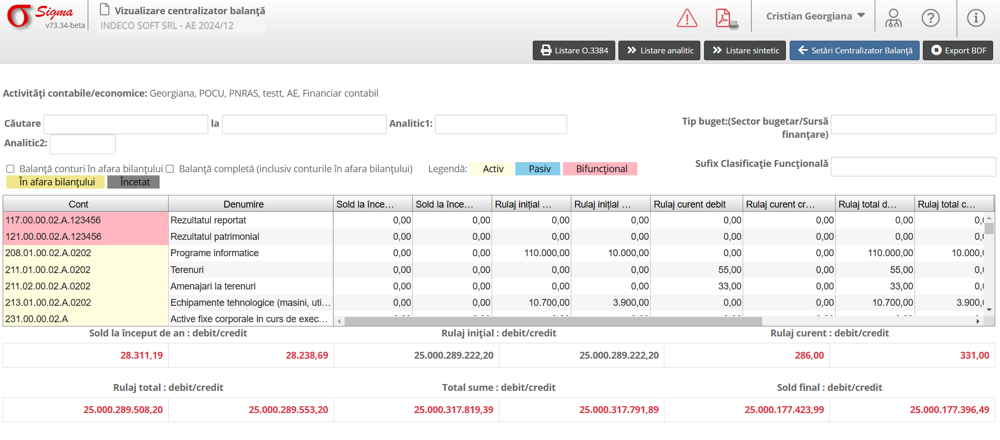 σ Sigma
v73.34-beta
Vizualizare centralizator balanță
INDECO SOFT SRL - AE 2024/12
Cristian Georgiana
Listare O.3384
Listare analitic
Listare sintetic
Setări Centralizator Balanță
Export BDF
Activități contabile/economice: Georgiana, POCU, PNRAS, testt, AE, Financiar contabil
Căutare la Analitic1:
Tip buget:(Sector bugetar/Sursă
finanțare)
Analitic2:
Sufix Clasificație Funcțională
Balanță conturi în afara bilanțului Balanță completă (inclusiv conturile în afara bilanțului) Legendă: Activ Pasiv Bifuncțional
În afara bilanțului Încetat
Cont Denumire Sold la înce... Sold la înce... Rulaj inițial ... Rulaj inițial ... Rulaj curent debit Rulaj curent cr... Rulaj total d... Rulaj total c...
117.00.00.02.A.123456 Rezultatul reportat 0,00 0,00 0,00 0,00 0,00 0,00 0,00 0,
121.00.00.02.A.123456 Rezultatul patrimonial 0,00 0,00 0,00 0,00 0,00 0,00 0,00 0,
208.01.00.02.A.0202 Programe informatice 0,00 0,00 110.000,00 10.000,00 0,00 0,00 110.000,00 10.000,
211.01.00.02.A.0202 Terenuri 0,00 0,00 0,00 0,00 55,00 0,00 55,00 0,
211.02.00.02.A.0202 Amenajari la terenuri 0,00 0,00 0,00 0,00 33,00 0,00 33,00 0,
213.01.00.02.A.0202 Echipamente tehnologice (masini, uti... 0,00 0,00 10.700,00 3.900,00 0,00 0,00 10.700,00 3.900,
231.00.00.02.A Active fixe corporale in curs de exec...
Sold la început de an : debit/credit Rulaj inițial : debit/credit Rulaj curent : debit/credit
28.311,19 28.238,69 25.000.289.222,20 25.000.289.222,20 286,00 331,00
Rulaj total : debit/credit Total sume : debit/credit Sold final : debit/credit
25.000.289.508,20 25.000.289.553,20 25.000.317.819,39 25.000.317.791,89 25.000.177.423,99 25.000.177.396,49